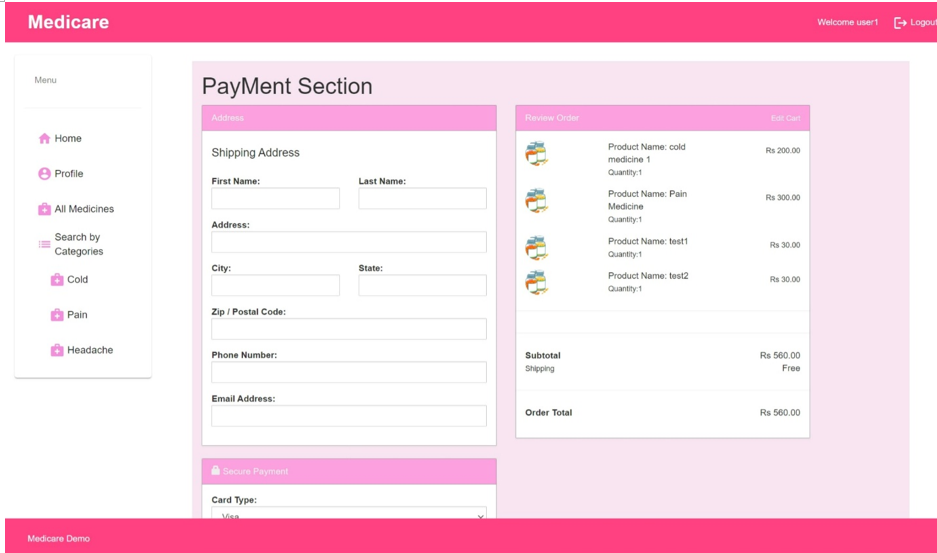 Medicare
Welcome user1
Logout
Menu
Home
Profile
All Medicines
Search by
Categories
Cold
Pain
Headache
PayMent Section
Address
Shipping Address
First Name:
Last Name:
Address:
City:
State:
Zip / Postal Code:
Phone Number:
Email Address:
Secure Payment
Card Type:
Visa
Review Order
Edit Cart
Product Name: cold
medicine 1
Quantity:1
Rs 200.00
Product Name: Pain
Medicine
Quantity:1
Rs 300.00
Product Name: test1
Quantity:1
Rs 30.00
Product Name: test2
Quantity:1
Rs 30.00
Subtotal
Rs 560.00
Shipping
Free
Order Total
Rs 560.00
Medicare Demo